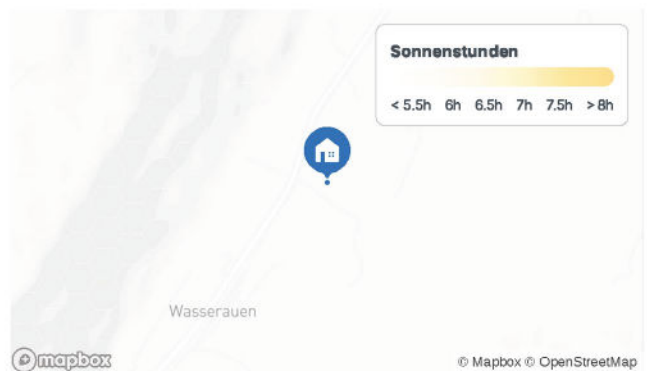 Sonnenstunden
< 5.5h 6h 6.5h 7h 7.5h > 8h
Wasserauen
mapbox
© Mapbox © OpenStreetMap